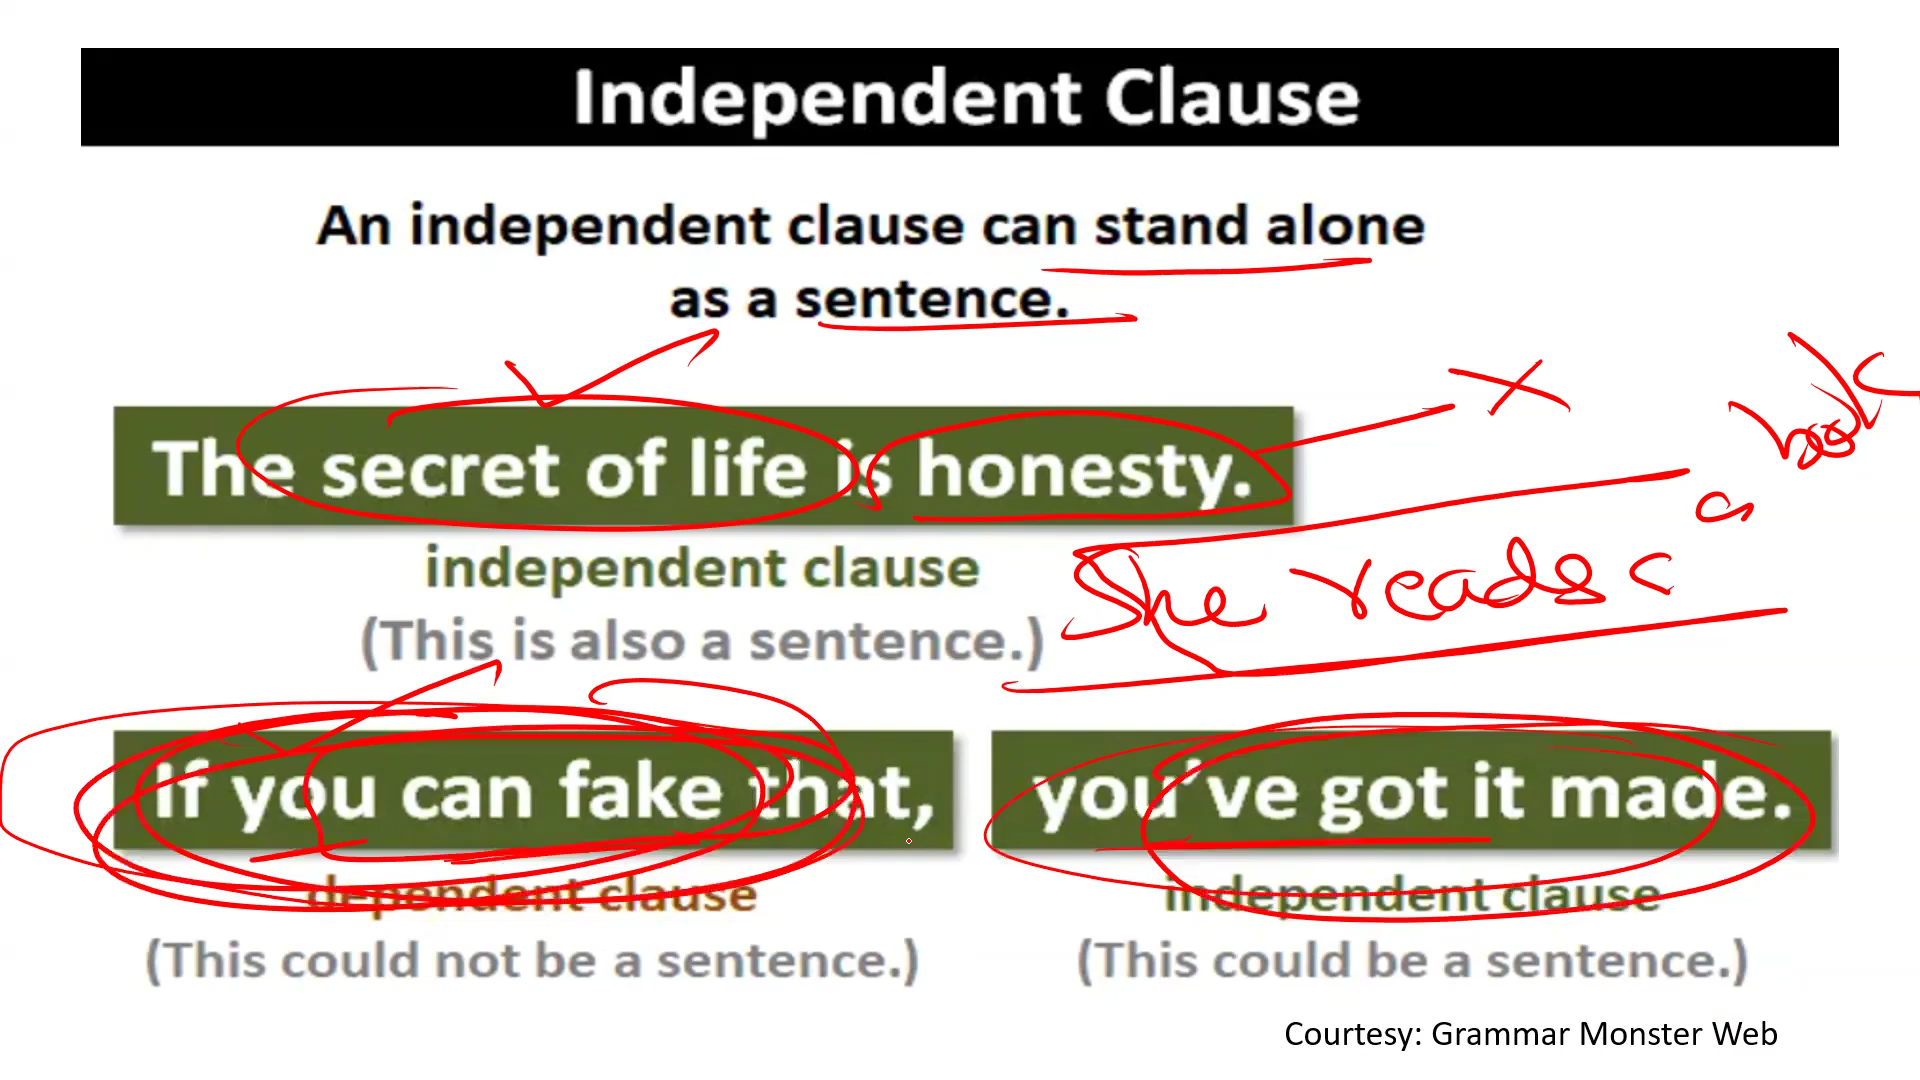 Independent Clause
An independent clause can stand alone
as a sentence.
The secret of life is honesty.
independent clause
(This is also a sentence.)
She reads a book
If you can fake that,
you've got it made.
dependent clause
independent clause
(This could not be a sentence.)
(This could be a sentence.)
Courtesy: Grammar Monster Web